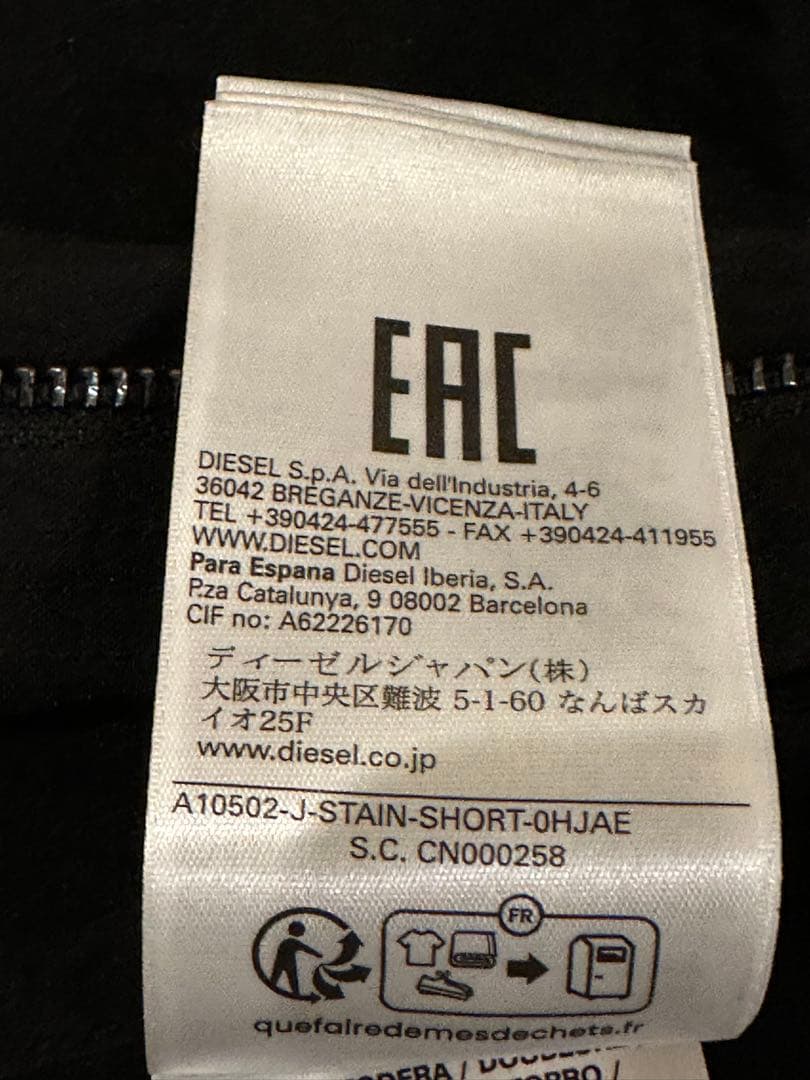 EAC
DIESEL S.p.A. Via dell'Industria, 4-6
36042 BREGANZE-VICENZA-ITALY
TEL +390424-477555 - FAX +390424-411955
WWW.DIESEL.COM
Para Espana Diesel Iberia, S.A.
P.za Catalunya, 9 08002 Barcelona
CIF no: A62226170
ディーゼルジャパン(株)
大阪市中央区難波 5-1-60 なんばスカ
イオ25F
www.diesel.co.jp
A10502-J-STAIN-SHORT-0HJAE
S.C. CN000258
FR
quefairedemesdechets.fr